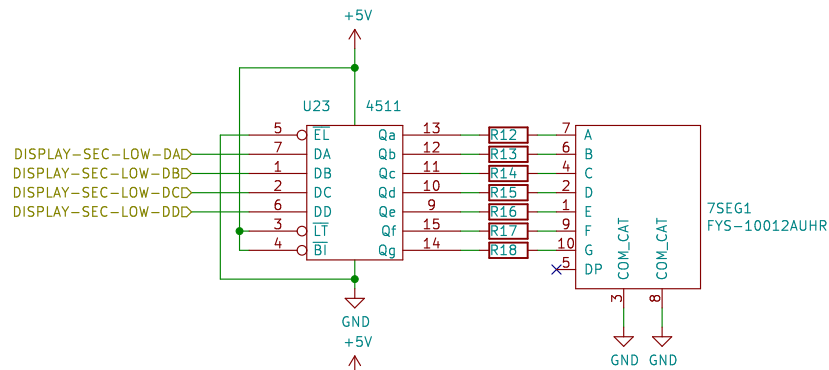 +5V
U23 4511
5 EL Qa 13 R12 7 A
DISPLAY-SEC-LOW-DA 7 DA Qb 12 R13 6 B
DISPLAY-SEC-LOW-DB 1 DB Qc 11 R14 4 C
DISPLAY-SEC-LOW-DC 2 DC Qd 10 R15 2 D
DISPLAY-SEC-LOW-DD 6 DD Qe 9 R16 1 E
3 LT Qf 15 R17 9 F
4 BI Qg 14 R18 10 G
5 DP
COM_CAT COM_CAT
7SEG1
FYS-10012AUHR
3 8
GND
GND GND
+5V